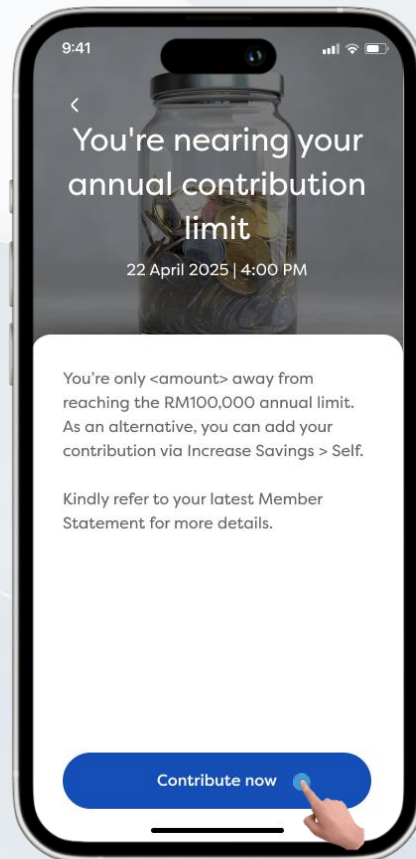 9:41
You're nearing your
annual contribution
limit
22 April 2025 | 4:00 PM
You're only <amount> away from
reaching the RM100,000 annual limit.
As an alternative, you can add your
contribution via Increase Savings > Self.
Kindly refer to your latest Member
Statement for more details.
Contribute now